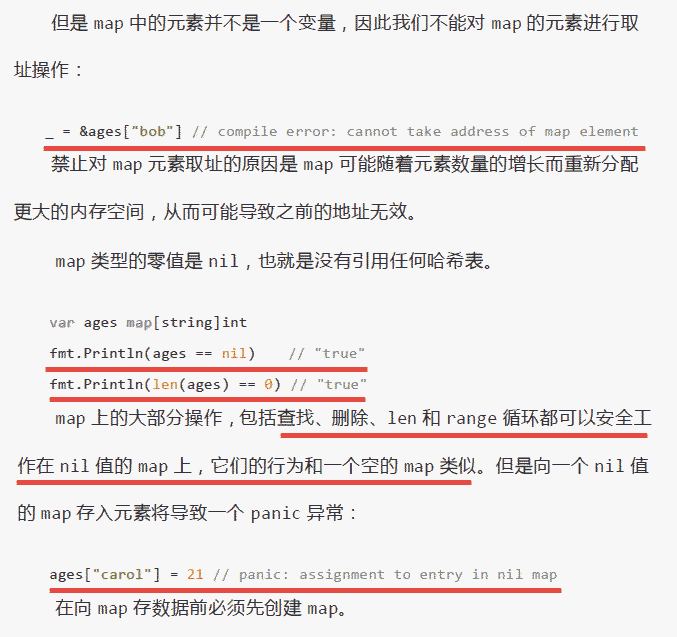 但是 map 中的元素并不是一个变量，因此我们不能对 map 的元素进行取
址操作：
_ = &ages["bob"] // compile error: cannot take address of map element
禁止对 map 元素取址的原因是 map 可能随着元素数量的增长而重新分配
更大的内存空间，从而可能导致之前的地址无效。
map 类型的零值是 nil，也就是没有引用任何哈希表。
var ages map[string]int
fmt.Println(ages == nil)    // "true"
fmt.Println(len(ages) == 0) // "true"
map 上的大部分操作，包括查找、删除、len 和 range 循环都可以安全工
作在 nil 值的 map 上，它们的行为和一个空的 map 类似。但是向一个 nil 值
的 map 存入元素将导致一个 panic 异常：
ages["carol"] = 21 // panic: assignment to entry in nil map
在向 map 存数据前必须先创建 map。